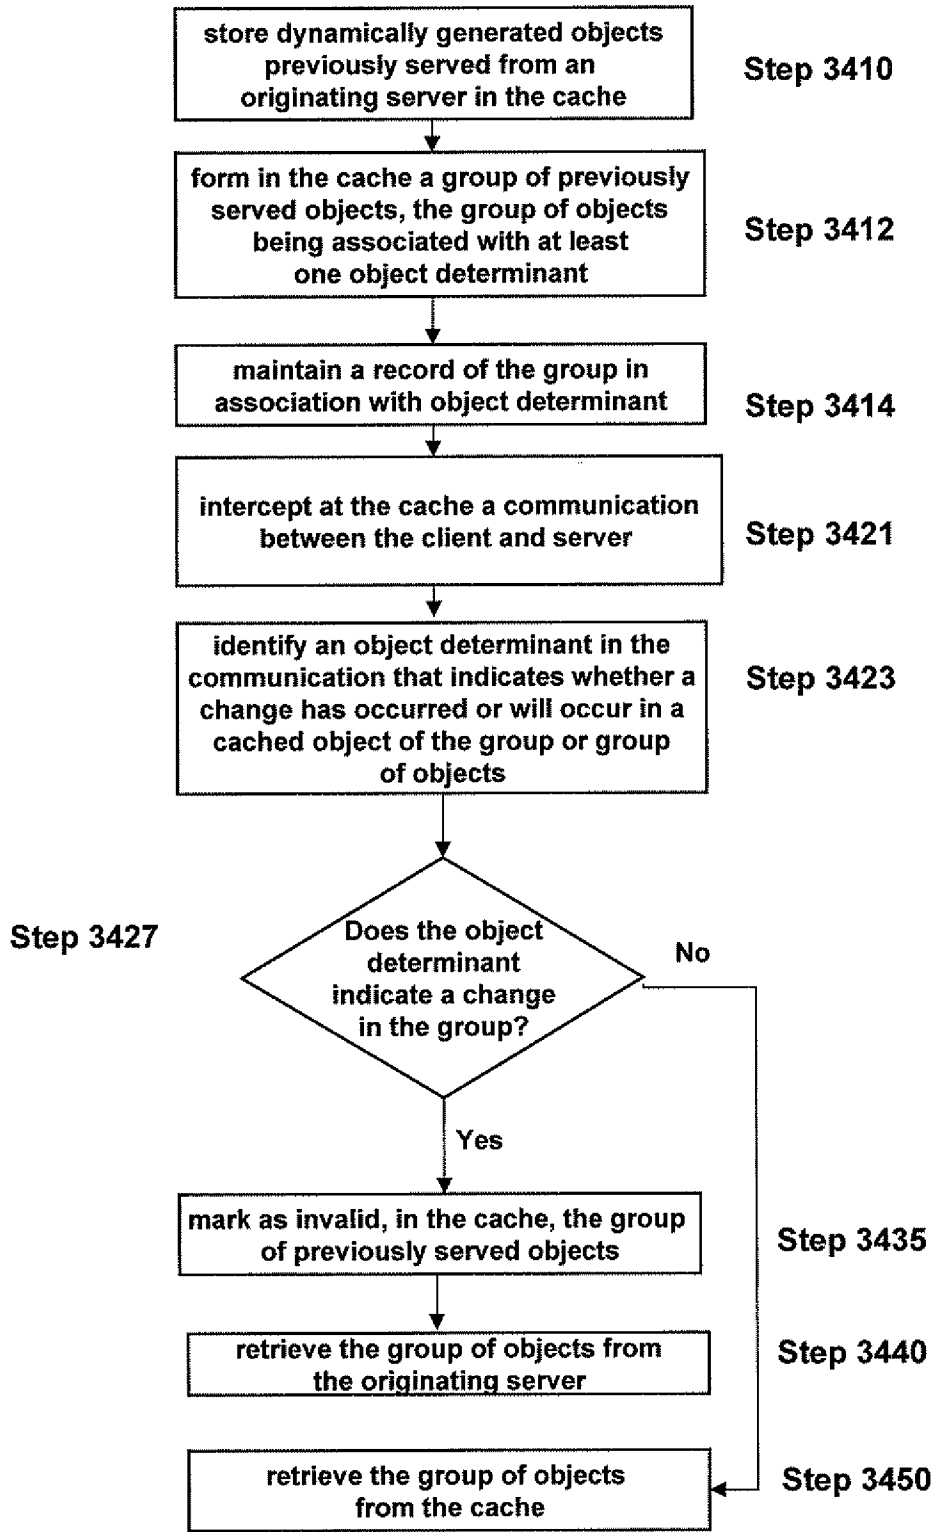 store dynamically generated objects
previously served from an
originating server in the cache
Step 3410
form in the cache a group of previously
served objects, the group of objects
being associated with at least
one object determinant
Step 3412
maintain a record of the group in
association with object determinant
Step 3414
intercept at the cache a communication
between the client and server
Step 3421
identify an object determinant in the
communication that indicates whether a
change has occurred or will occur in a
cached object of the group or group
of objects
Step 3423
Step 3427
Does the object
determinant
indicate a change
in the group?
No
Yes
mark as invalid, in the cache, the group
of previously served objects
Step 3435
retrieve the group of objects from
the originating server
Step 3440
retrieve the group of objects
from the cache
Step 3450